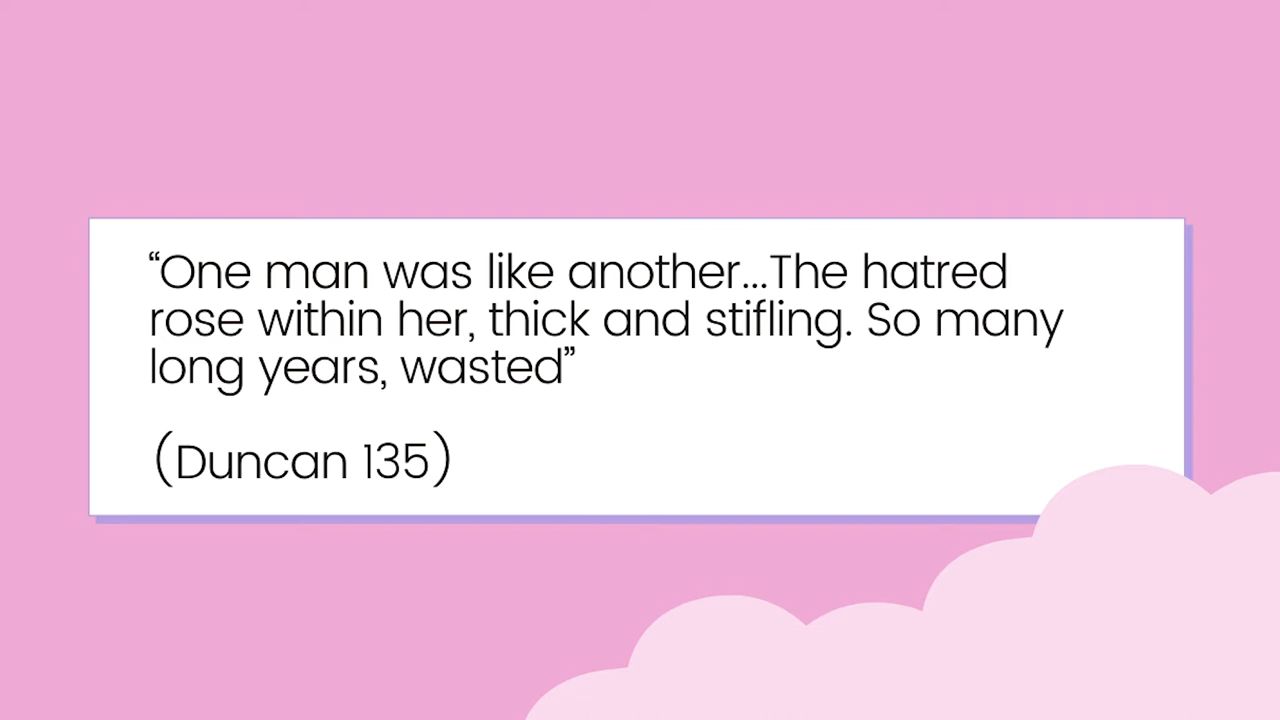 “One man was like another...The hatred
rose within her, thick and stifling. So many
long years, wasted”
(Duncan 135)